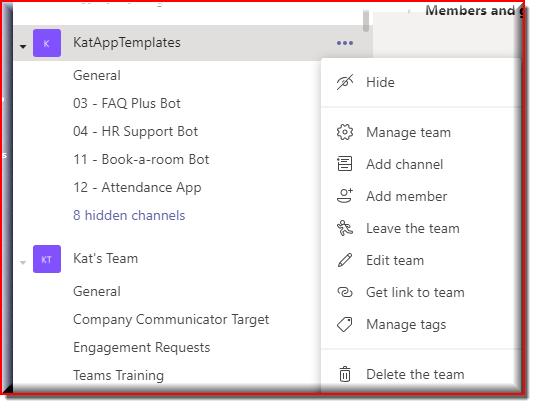 Members and g
K
KatAppTemplates
General
03 - FAQ Plus Bot
04 - HR Support Bot
11 - Book-a-room Bot
12 - Attendance App
8 hidden channels
KT
Kat's Team
General
Company Communicator Target
Engagement Requests
Teams Training
Hide
Manage team
Add channel
Add member
Leave the team
Edit team
Get link to team
Manage tags
Delete the team